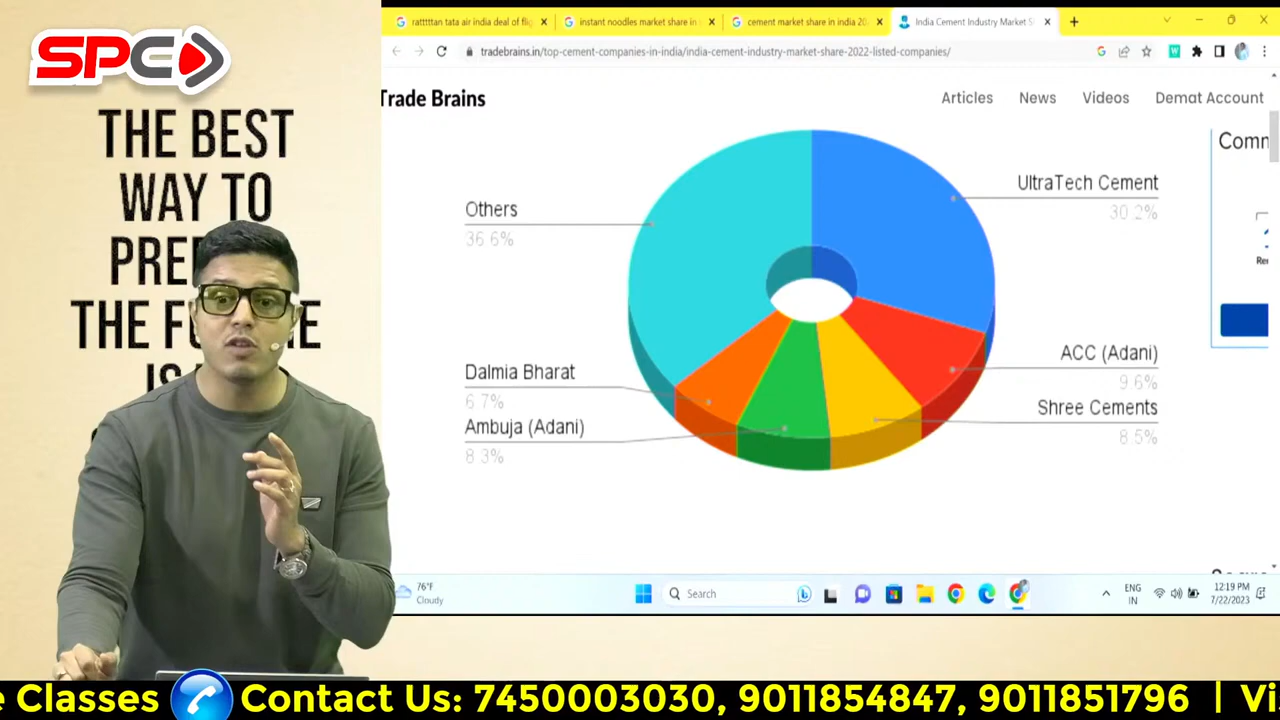 SPC
THE BEST
WAY TO
THE
IS
rattttan tata air india deal of flig
instant noodles market share in
cement market share in india 20
India Cement Industry Market S
tradebrains.in/top-cement-companies-in-india/india-cement-industry-market-share-2022-listed-companies/
Trade Brains
Articles
News
Videos
Demat Account
Others
36.6%
UltraTech Cement
30.2%
Dalmia Bharat
6.7%
Ambuja (Adani)
8.3%
ACC (Adani)
9.6%
Shree Cements
8.5%
76°F
Cloudy
Search
ENG
IN
12:19 PM
7/22/2023
e Classes Contact Us: 7450003030, 9011854847, 9011851796 | Vi